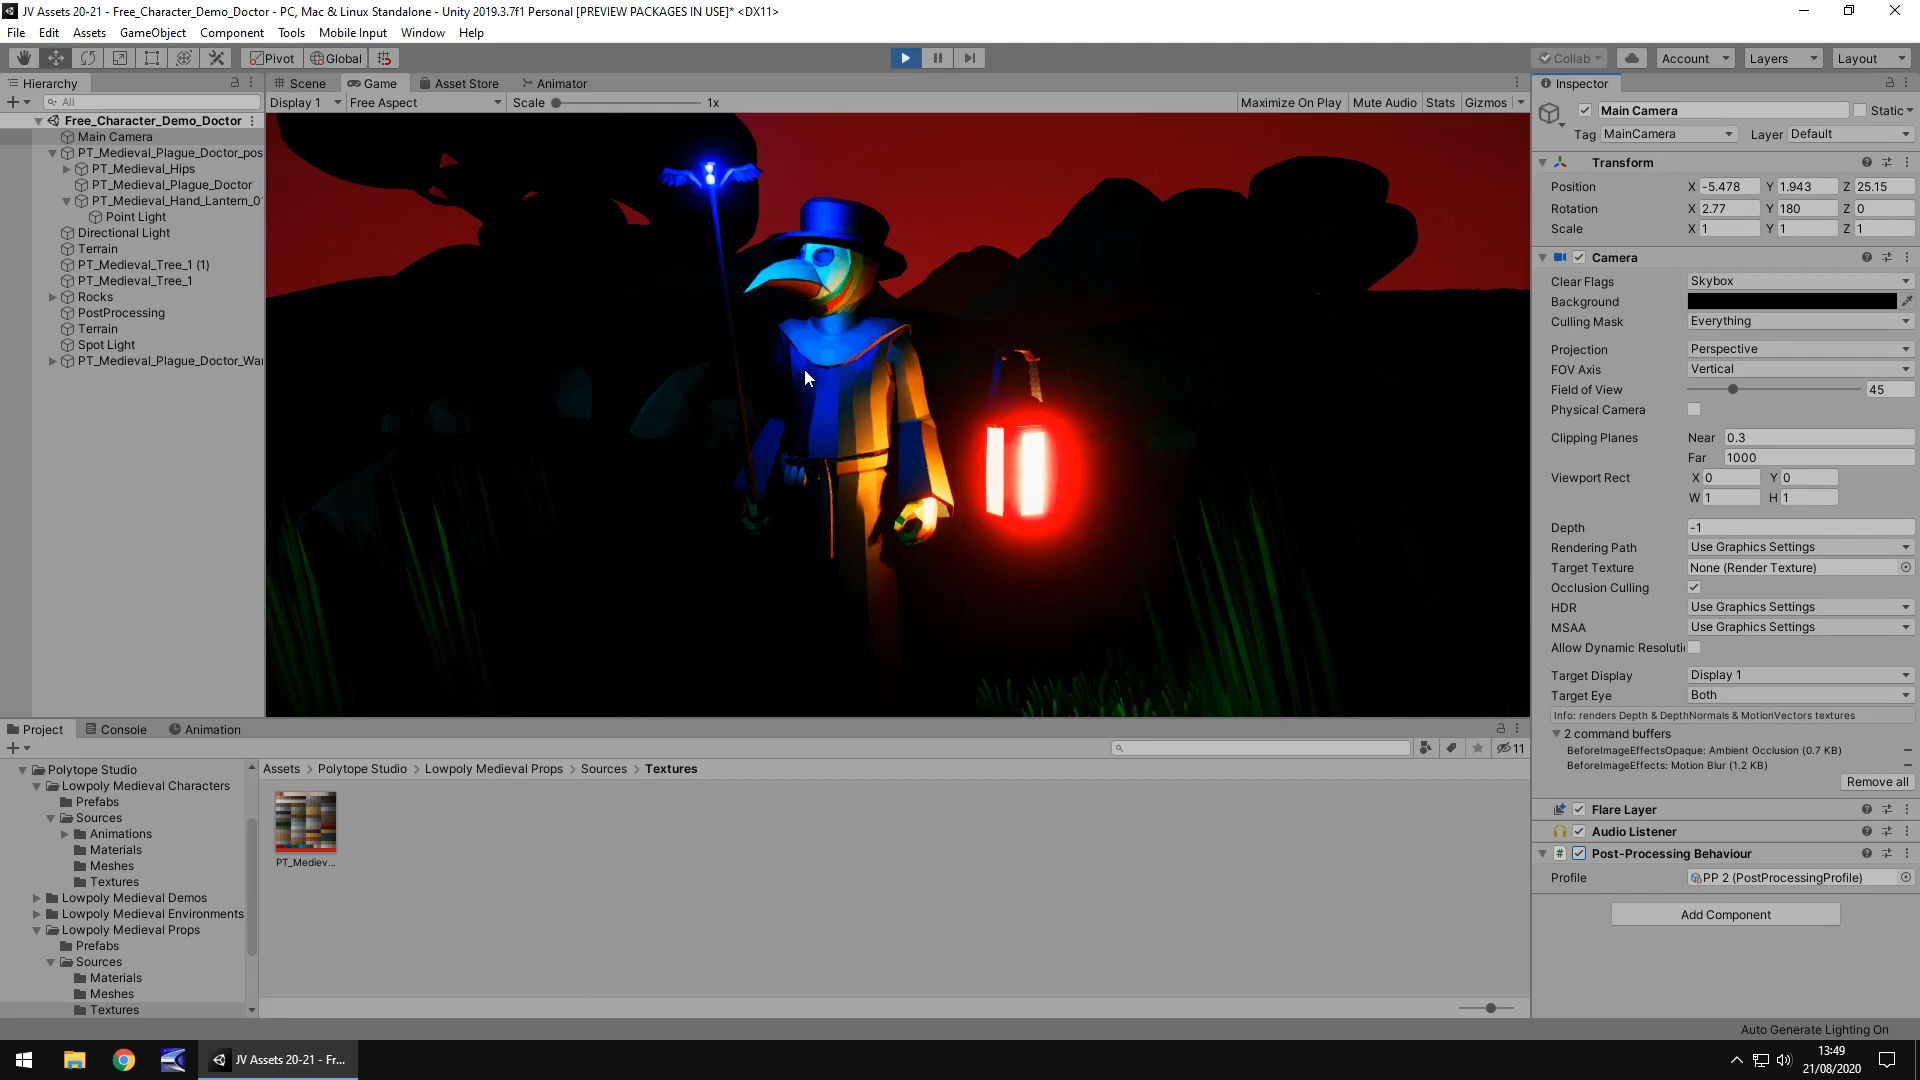 JV Assets 20-21 - Free_Character_Demo_Doctor - PC, Mac & Linux Standalone - Unity 2019.3.7f1 Personal [PREVIEW PACKAGES IN USE]* <DX11>
File Edit Assets GameObject Component Tools Mobile Input Window Help
Pivot Global Collab Account Layers Layout
Hierarchy
All
Free_Character_Demo_Doctor
Main Camera
PT_Medieval_Plague_Doctor_pos
PT_Medieval_Hips
PT_Medieval_Plague_Doctor
PT_Medieval_Hand_Lantern_01
Point Light
Directional Light
Terrain
PT_Medieval_Tree_1 (1)
PT_Medieval_Tree_1
Rocks
PostProcessing
Terrain
Spot Light
PT_Medieval_Plague_Doctor_War
Scene Game Asset Store Animator
Display 1 Free Aspect Scale 1x Maximize On Play Mute Audio Stats Gizmos
Inspector
Main Camera Static
Tag MainCamera Layer Default
Transform
Position X -5.478 Y 1.943 Z 25.15
Rotation X 2.77 Y 180 Z 0
Scale X 1 Y 1 Z 1
Camera
Clear Flags Skybox
Background
Culling Mask Everything
Projection Perspective
FOV Axis Vertical
Field of View 45
Physical Camera
Clipping Planes Near 0.3
Far 1000
Viewport Rect X 0 Y 0
W 1 H 1
Depth -1
Rendering Path Use Graphics Settings
Target Texture None (Render Texture)
Occlusion Culling
HDR Use Graphics Settings
MSAA Use Graphics Settings
Allow Dynamic Resoluti
Target Display Display 1
Target Eye Both
Info: renders Depth & DepthNormals & MotionVectors textures
2 command buffers
BeforeImageEffectsOpaque: Ambient Occlusion (0.7 KB)
BeforeImageEffects: Motion Blur (1.2 KB)
Remove all
Flare Layer
Audio Listener
# Post-Processing Behaviour
Profile PP 2 (PostProcessingProfile)
Add Component
Project Console Animation
11
Polytope Studio
Lowpoly Medieval Characters
Prefabs
Sources
Animations
Materials
Meshes
Textures
Lowpoly Medieval Demos
Lowpoly Medieval Environments
Lowpoly Medieval Props
Prefabs
Sources
Materials
Meshes
Textures
Assets > Polytope Studio > Lowpoly Medieval Props > Sources > Textures
PT_Mediev...
Auto Generate Lighting On
JV Assets 20-21 - Fr...
13:49
21/08/2020